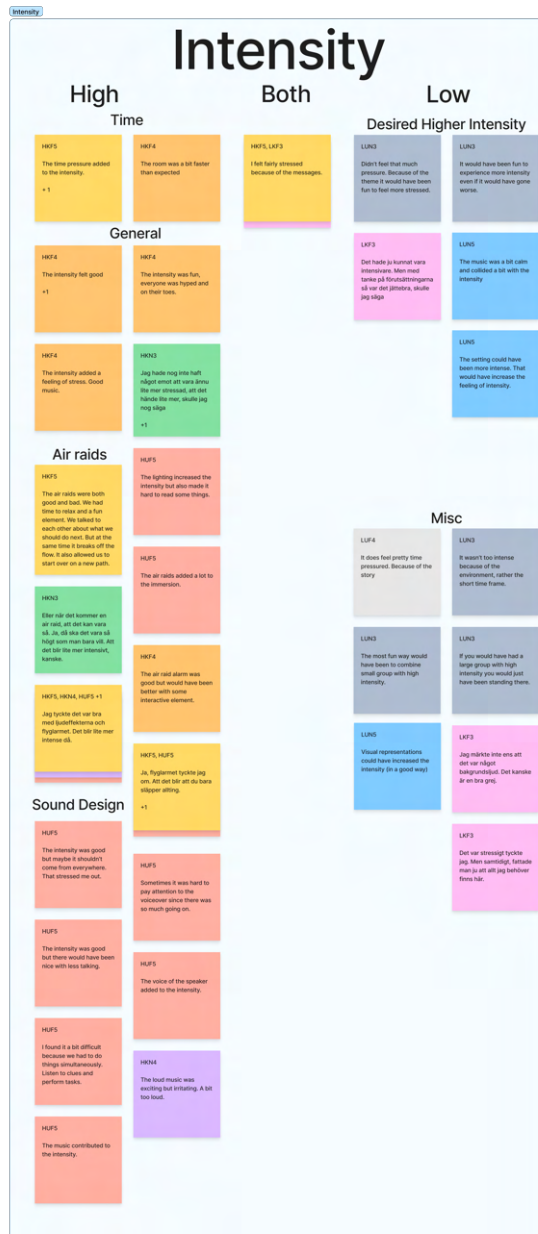 Intensity
Intensity
High
Both
Low
Time
HKF5
The time pressure added
to the intensity.
+ 1
HKF4
The room was a bit faster
than expected
General
HKF4
The intensity felt good
+1
HKF4
The intensity was fun,
everyone was hyped and
on their toes.
HKF4
The intensity added a
feeling of stress. Good
music.
HKN3
Jag hade nog inte haft
något emot att vara ännu
lite mer stressad, att det
hände lite mer, skulle jag
nog säga
+1
Air raids
HKF5
The air raids were both
good and bad. We had
time to relax and a fun
element. We talked to
each other about what we
should do next. But at the
same time it breaks off the
flow. It also allowed us to
start over on a new path.
HUF5
The lighting increased the
intensity but also made it
hard to read some things.
HUF5
The air raids added a lot to
the immersion.
HKN3
Eller när det kommer en
air raid, att det kan vara
så. Ja, då ska det vara så
högt som man bara vill. Att
det blir lite mer intensivt,
kanske.
HKF4
The air raid alarm was
good but would have been
better with some
interactive element.
HKF5, HKN4, HUF5 +1
Jag tyckte det var bra
med ljudeffekterna och
flyglarmet. Det blir lite mer
intense då.
HKF5, HUF5
Ja, flyglarmet tyckte jag
om. Att det blir att du bara
släpper allting.
+1
Sound Design
HUF5
The intensity was good
but maybe it shouldn't
come from everywhere.
That stressed me out.
HUF5
Sometimes it was hard to
pay attention to the
voiceover since there was
so much going on.
HUF5
The intensity was good
but there would have been
nice with less talking.
HUF5
The voice of the speaker
added to the intensity.
HUF5
I found it a bit difficult
because we had to do
things simultaneously.
Listen to clues and
perform tasks.
HKN4
The loud music was
exciting but irritating. A bit
too loud.
HUF5
The music contributed to
the intensity.
HKF5, LKF3
I felt fairly stressed
because of the messages.
Desired Higher Intensity
LUN3
Didn't feel that much
pressure. Because of the
theme it would have been
fun to feel more stressed.
LUN3
It would have been fun to
experience more intensity
even if it would have gone
worse.
LKF3
Det hade ju kunnat vara
intensivare. Men med
tanke på förutsättningarna
så var det jättebra, skulle
jag säga
LUN5
The music was a bit calm
and collided a bit with the
intensity
LUN5
The setting could have
been more intense. That
would have increase the
feeling of intensity.
Misc
LUF4
It does feel pretty time
pressured. Because of the
story
LUN3
It wasn't too intense
because of the
environment, rather the
short time frame.
LUN3
The most fun way would
have been to combine
small group with high
intensity.
LUN3
If you would have had a
large group with high
intensity you would just
have been standing there.
LUN5
Visual representations
could have increased the
intensity (in a good way)
LKF3
Jag märkte inte ens att
det var något
bakgrundsljud. Det kanske
är en bra grej.
LKF3
Det var stressigt tyckte
jag. Men samtidigt, fattade
man ju att allt jag behöver
finns här.